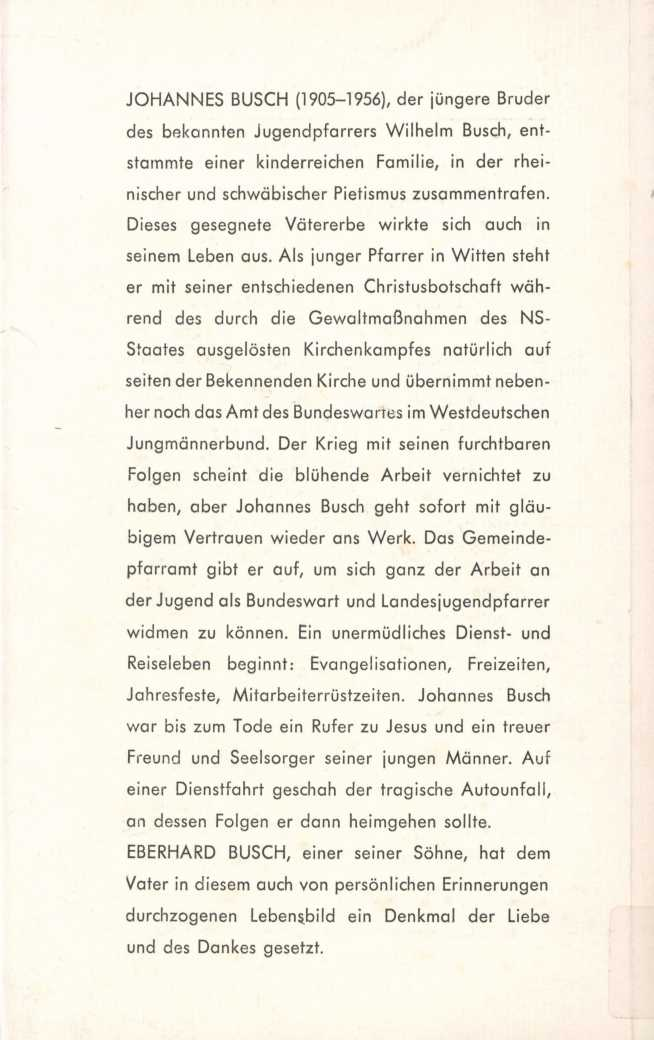 JOHANNES BUSCH (1905–1956), der jüngere Bruder
des bekannten Jugendpfarrers Wilhelm Busch, ent-
stammte einer kinderreichen Familie, in der rhei-
nischer und schwäbischer Pietismus zusammentrafen.
Dieses gesegnete Vätererbe wirkte sich auch in
seinem Leben aus. Als junger Pfarrer in Witten steht
er mit seiner entschiedenen Christusbotschaft wäh-
rend des durch die Gewaltmaßnahmen des NS-
Staates ausgelösten Kirchenkampfes natürlich auf
seiten der Bekennenden Kirche und übernimmt neben-
her noch das Amt des Bundeswartes im Westdeutschen
Jungmännerbund. Der Krieg mit seinen furchtbaren
Folgen scheint die blühende Arbeit vernichtet zu
haben, aber Johannes Busch geht sofort mit gläu-
bigem Vertrauen wieder ans Werk. Das Gemeinde-
pfarramt gibt er auf, um sich ganz der Arbeit an
der Jugend als Bundeswart und Landesjugendpfarrer
widmen zu können. Ein unermüdliches Dienst- und
Reiseleben beginnt: Evangelisationen, Freizeiten,
Jahresfeste, Mitarbeiterrüstzeiten. Johannes Busch
war bis zum Tode ein Rufer zu Jesus und ein treuer
Freund und Seelsorger seiner jungen Männer. Auf
einer Dienstfahrt geschah der tragische Autounfall,
an dessen Folgen er dann heimgehen sollte.
EBERHARD BUSCH, einer seiner Söhne, hat dem
Vater in diesem auch von persönlichen Erinnerungen
durchzogenen Lebensbild ein Denkmal der Liebe
und des Dankes gesetzt.